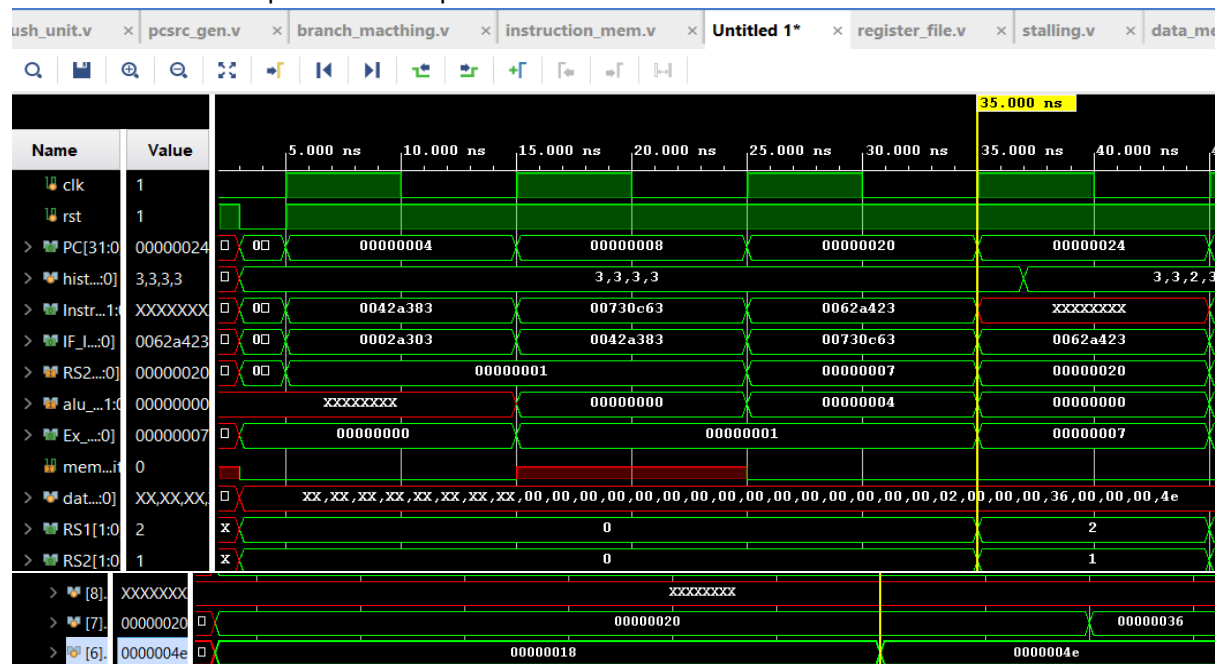 ush_unit.v × pcsrc_gen.v × branch_macthing.v × instruction_mem.v × Untitled 1* × register_file.v × stalling.v × data_me
35.000 ns
Name Value 5.000 ns 10.000 ns 15.000 ns 20.000 ns 25.000 ns 30.000 ns 35.000 ns 40.000 ns
clk 1
rst 1
PC[31:0 00000024 00000004 00000008 00000020 00000024
hist...:0] 3,3,3,3 3,3,3,3 3,3,2,3
Instr...1:( XXXXXXX 0042a383 00730c63 0062a423 XXXXXXXX
IF_I...:0] 0062a423 0002a303 0042a383 00730c63 0062a423
RS2...:0] 00000020 00000001 00000007 00000020
alu_...1:0 00000000 XXXXXXXX 00000000 00000004 00000000
Ex_...:0] 00000007 00000000 00000001 00000007
mem...it 0
dat...:0] XX,XX,XX, XX,XX,XX,XX,XX,XX,XX,XX,00,00,00,00,00,00,00,00,00,00,00,00,00,00,00,02,00,00,00,36,00,00,00,4e
RS1[1:0 2 X 0 2
RS2[1:0 1 X 0 1
[8]. XXXXXXX XXXXXXXX
[7]. 00000020 00000020 00000036
[6]. 0000004e 00000018 0000004e